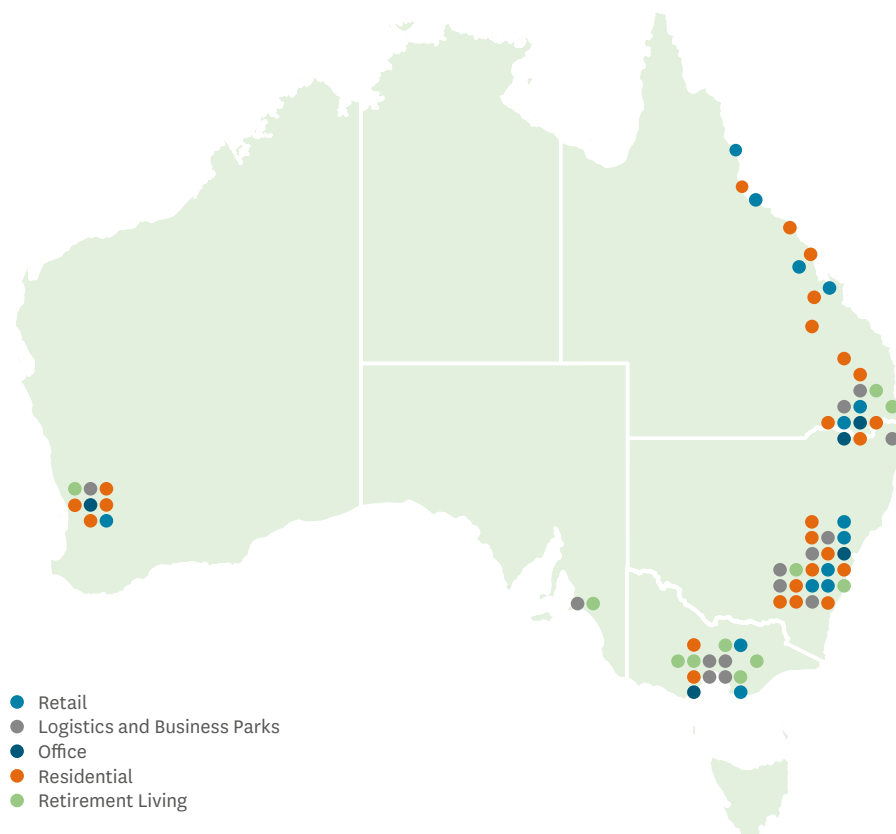 Retail
Logistics and Business Parks
Office
Residential
Retirement Living